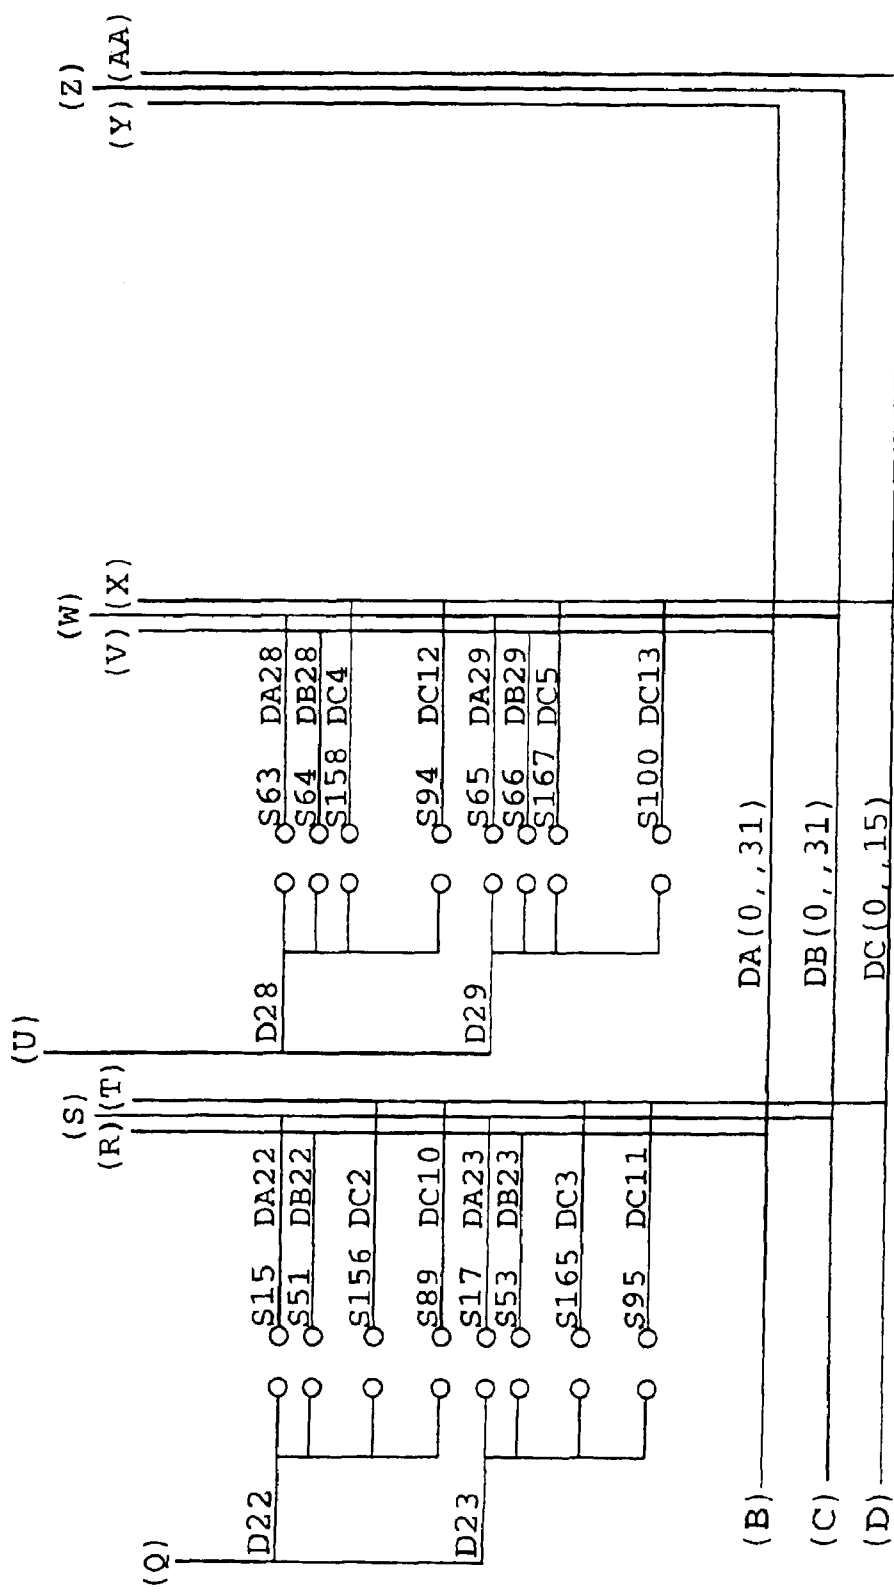 (Q)
D22
D23
S15 DA22
S51 DB22
S156 DC2
S89 DC10
S17 DA23
S53 DB23
S165 DC3
S95 DC11
(R)
(S)
(T)
(U)
D28
D29
S63 DA28
S64 DB28
S158 DC4
S94 DC12
S65 DA29
S66 DB29
S167 DC5
S100 DC13
(V)
(W)
(X)
(Y)
(Z)
(AA)
(B)
DA(0,,31)
(C)
DB(0,,31)
(D)
DC(0,,15)